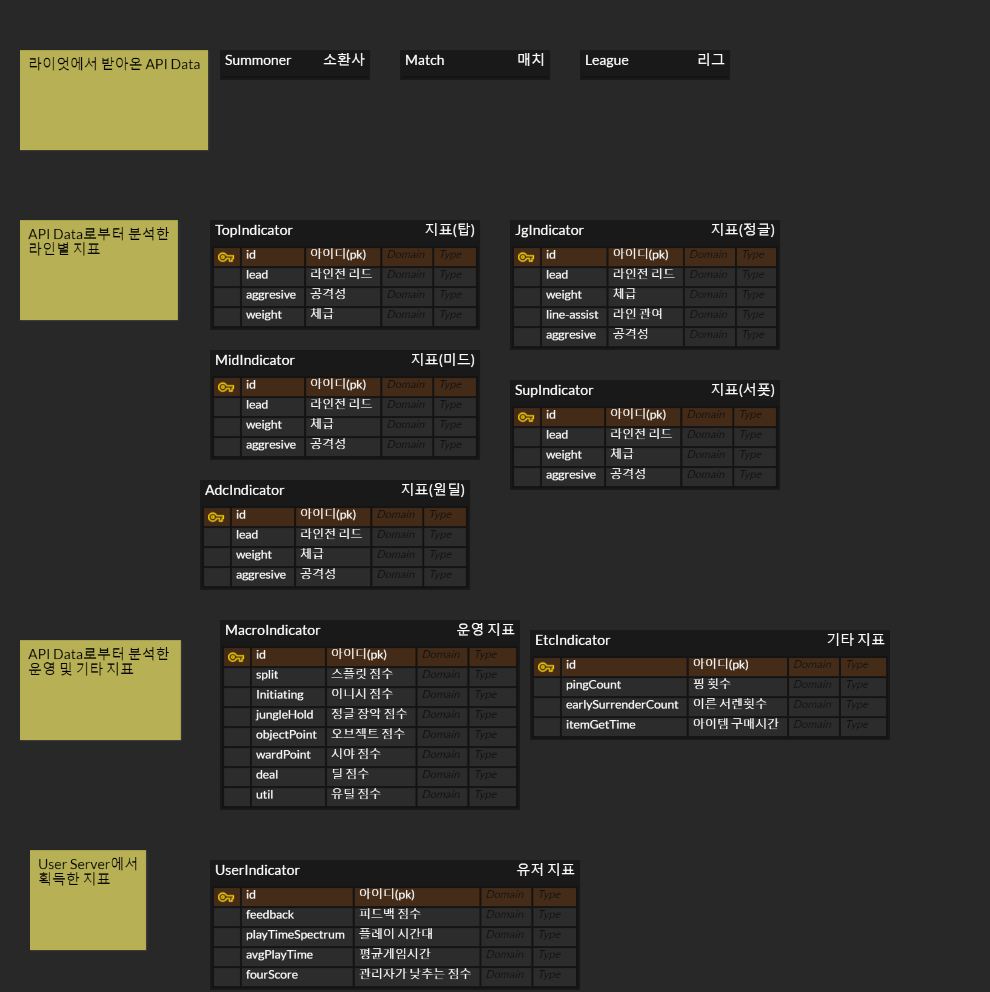 라이엇에서 받아온 API Data
Summoner 소환사
Match 매치
League 리그
API Data로부터 분석한
라인별 지표
TopIndicator 지표(탑)
id 아이디(pk) Domain Type
lead 라인전 리드 Domain Type
aggresive 공격성 Domain Type
weight 체급 Domain Type
JgIndicator 지표(정글)
id 아이디(pk) Domain Type
lead 라인전 리드 Domain Type
weight 체급 Domain Type
line-assist 라인 관여 Domain Type
aggresive 공격성 Domain Type
MidIndicator 지표(미드)
id 아이디(pk) Domain Type
lead 라인전 리드 Domain Type
weight 체급 Domain Type
aggresive 공격성 Domain Type
SupIndicator 지표(서폿)
id 아이디(pk) Domain Type
lead 라인전 리드 Domain Type
weight 체급 Domain Type
aggresive 공격성 Domain Type
AdcIndicator 지표(원딜)
id 아이디(pk) Domain Type
lead 라인전 리드 Domain Type
weight 체급 Domain Type
aggresive 공격성 Domain Type
API Data로부터 분석한
운영 및 기타 지표
MacroIndicator 운영 지표
id 아이디(pk) Domain Type
split 스플릿 점수 Domain Type
Initiating 이니시 점수 Domain Type
jungleHold 정글 장악 점수 Domain Type
objectPoint 오브젝트 점수 Domain Type
wardPoint 시야 점수 Domain Type
deal 딜 점수 Domain Type
util 유틸 점수 Domain Type
EtcIndicator 기타 지표
id 아이디(pk) Domain Type
pingCount 핑 횟수 Domain Type
earlySurrenderCount 이른 서렌횟수 Domain Type
itemGetTime 아이템 구매시간 Domain Type
User Server에서
획득한 지표
UserIndicator 유저 지표
id 아이디(pk) Domain Type
feedback 피드백 점수 Domain Type
playTimeSpectrum 플레이 시간대 Domain Type
avgPlayTime 평균게임시간 Domain Type
fourScore 관리자가 낮추는 점수 Domain Type